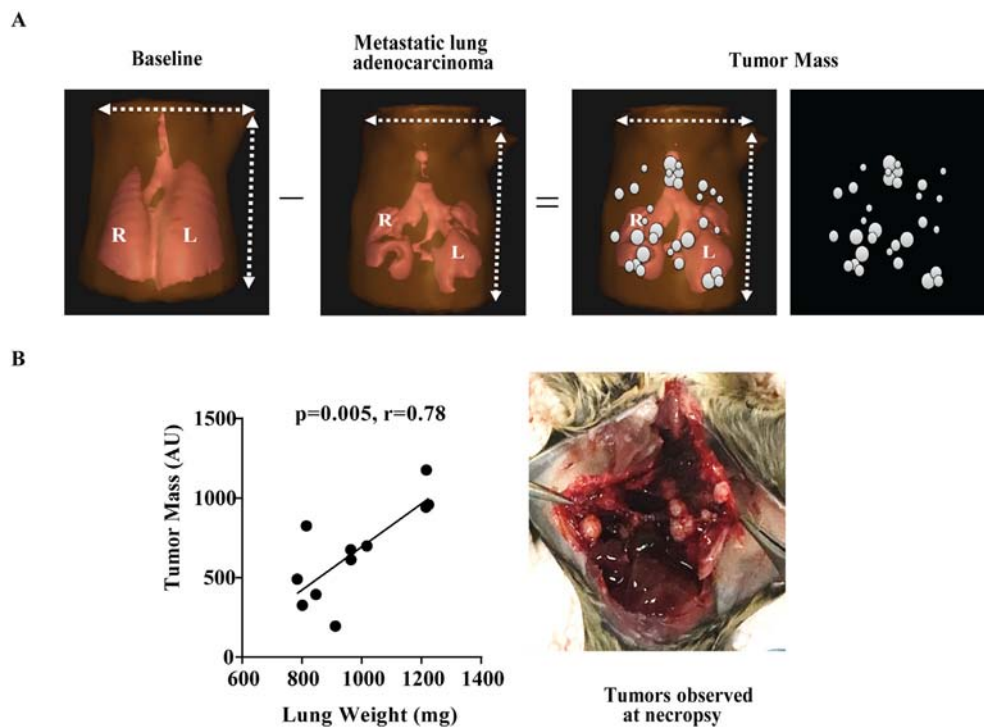 A
Baseline
Metastatic lung
adenocarcinoma
Tumor Mass
R
L
R
L
R
L
B
p=0.005, r=0.78
Tumor Mass (AU)
1500
1000
500
0
600
800
1000
1200
1400
Lung Weight (mg)
Tumors observed
at necropsy